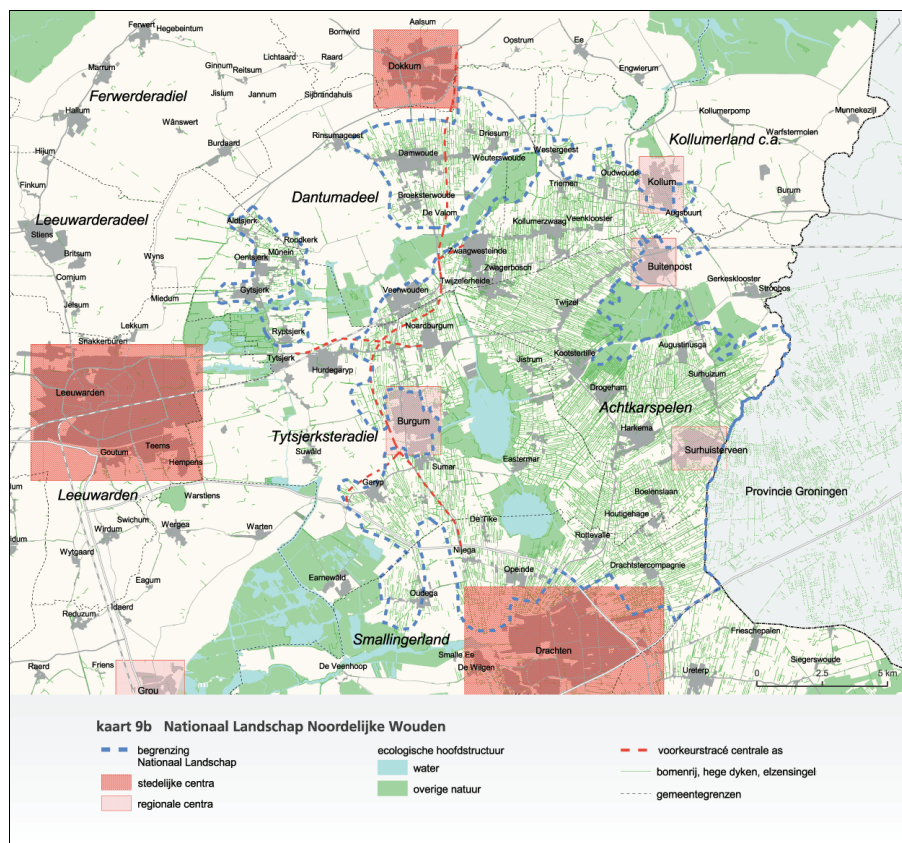 Aalsum
Ferwert
Hegebeintum
Bornwird
Oostrum
Ee
Ginnum
Lichtaard
Raard
Dokkum
Marrum
Reitsum
Engwierum
Ferwerderadiel
Jislum
Jannum
Sijbrandahuis
Kollumerpomp
Munnekezijl
Hallum
Wânswert
Rinsumageest
Driesum
Warfstermolen
Burdaard
Westergeest
Kollumerland c.a.
Hijum
Damwoude
Wouterswoude
Oudwoude
Finkum
Triemen
Kollum
Burum
Dantumadeel
Broeksterwoude
De Valom
Augsbuurt
Leeuwarderadeel
Aldtsjerk
Kollumerzwaag
Veenklooster
Stiens
Roodkerk
Britsum
Wyns
Oentsjerk
Mûnein
Zwaagwesteinde
Zwagerbosch
Buitenpost
Cornjum
Gytsjerk
Veenwouden
Twijzelerheide
Gerkesklooster
Stroobos
Jelsum
Miedum
Twijzel
Lekkum
Ryptsjerk
Noardburgum
Snakkerburen
Tytsjerk
Hurdegaryp
Jistrum
Kootstertille
Augustinusga
Surhuizum
Leeuwarden
Drogeham
Achtkarspelen
Burgum
Harkema
Tytsjerksteradiel
Teerns
Goutum
Hempens
Sûwâld
Surhuisterveen
Sumar
Eastermar
Garyp
Leeuwarden
Warstiens
Boelenslaan
Provincie Groningen
Swichum
Wirdum
Wergea
Warten
De Tike
Houtigehage
Rottevalle
Wytgaard
Nijega
Opeinde
Drachtstercompagnie
Eagum
Earnewâld
Oudega
Reduzum
Idaerd
Smallingerland
Frieschepalen
Smalle Ee
Drachten
Siegerswoude
Raard
Friens
De Veenhoop
De Wilgen
Ureterp
Grou
0 2.5 5 km
kaart 9b Nationaal Landschap Noordelijke Wouden
begrenzing
Nationaal Landschap
stedelijke centra
regionale centra
ecologische hoofdstructuur
water
overige natuur
voorkeurstracé centrale as
bomenrij, hege dyken, elzensingel
gemeentegrenzen